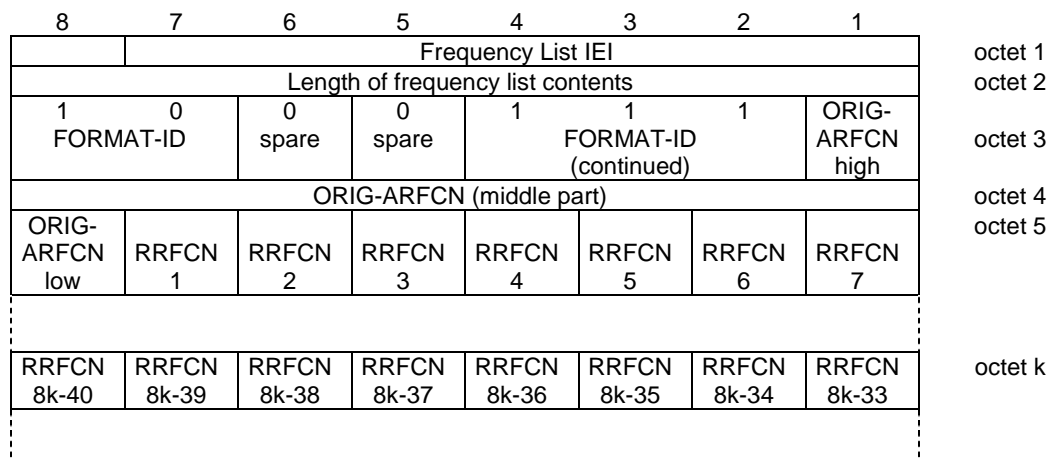 8 7 6 5 4 3 2 1
Frequency List IEI octet 1
Length of frequency list contents octet 2
1 0 0 0 1 1 1 ORIG-
FORMAT-ID spare spare FORMAT-ID ARFCN octet 3
(continued) high
ORIG-ARFCN (middle part) octet 4
ORIG- octet 5
ARFCN RRFCN RRFCN RRFCN RRFCN RRFCN RRFCN RRFCN
low 1 2 3 4 5 6 7
RRFCN RRFCN RRFCN RRFCN RRFCN RRFCN RRFCN RRFCN octet k
8k-40 8k-39 8k-38 8k-37 8k-36 8k-35 8k-34 8k-33